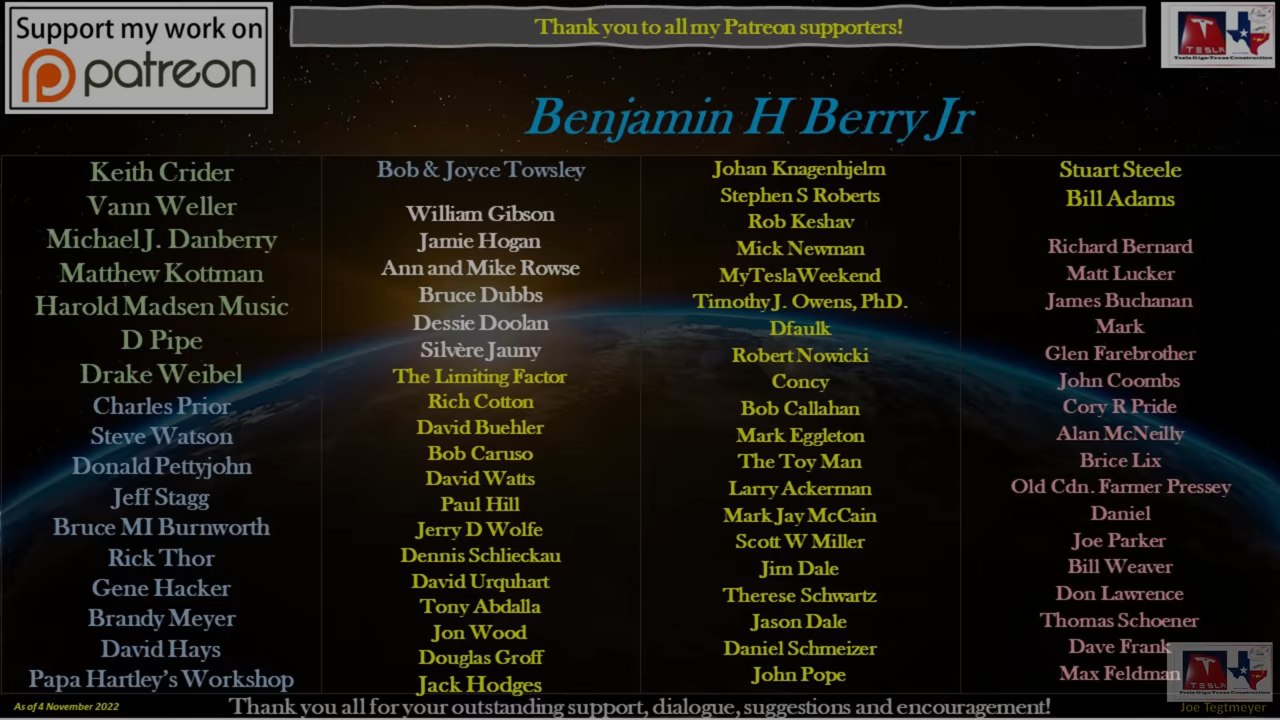 Support my work on
patreon
Thank you to all my Patreon supporters!
TESLA
Tesla Giga Texas Construction
Benjamin H Berry Jr
Keith Crider
Vann Weller
Michael J. Danberry
Matthew Kottman
Harold Madsen Music
D Pipe
Drake Weibel
Charles Prior
Steve Watson
Donald Pettyjohn
Jeff Stagg
Bruce MI Burnworth
Rick Thor
Gene Hacker
Brandy Meyer
David Hays
Papa Hartley's Workshop
Bob & Joyce Towsley
William Gibson
Jamie Hogan
Ann and Mike Rowse
Bruce Dubbs
Dessie Doolan
Silvère Jauny
The Limiting Factor
Rich Cotton
David Buehler
Bob Caruso
David Watts
Paul Hill
Jerry D Wolfe
Dennis Schlieckau
David Urquhart
Tony Abdalla
Jon Wood
Douglas Groff
Jack Hodges
Johan Knagenhjelm
Stephen S Roberts
Rob Keshav
Mick Newman
MyTeslaWeekend
Timothy J. Owens, PhD.
Dfaulk
Robert Nowicki
Concy
Bob Callahan
Mark Eggleton
The Toy Man
Larry Ackerman
Mark Jay McCain
Scott W Miller
Jim Dale
Therese Schwartz
Jason Dale
Daniel Schmeizer
John Pope
Stuart Steele
Bill Adams
Richard Bernard
Matt Lucker
James Buchanan
Mark
Glen Farebrother
John Coombs
Cory R Pride
Alan McNeilly
Brice Lix
Old Cdn. Farmer Pressey
Daniel
Joe Parker
Bill Weaver
Don Lawrence
Thomas Schoener
Dave Frank
Max Feldman
TESLA
Tesla Giga Texas Construction
Joe Tegtmeyer
As of 4 November 2022
Thank you all for your outstanding support, dialogue, suggestions and encouragement!